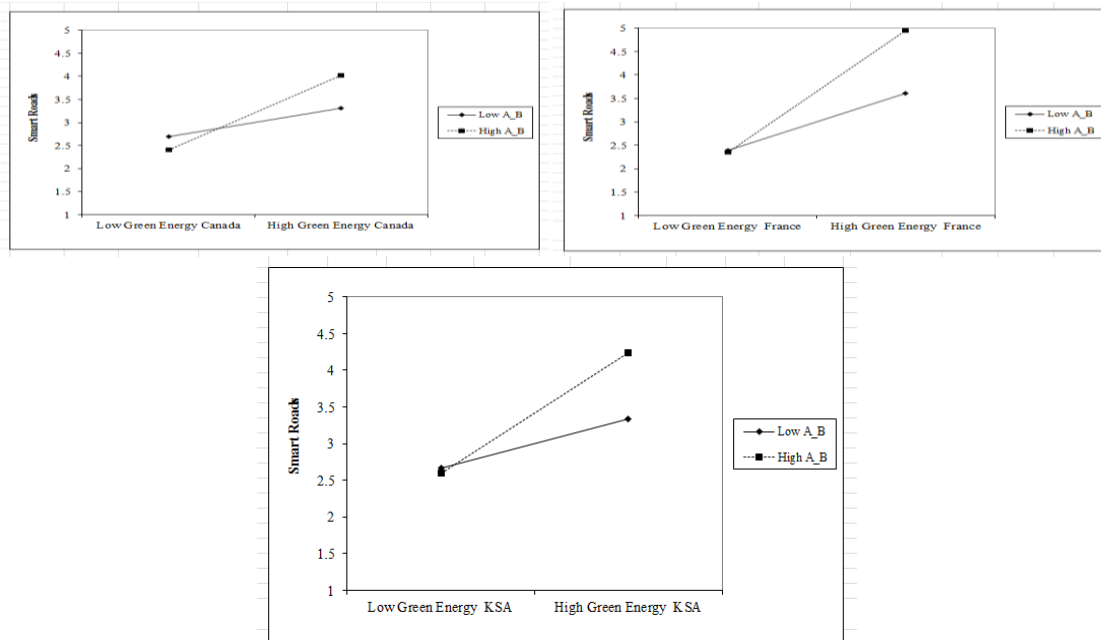 5
4.5
4
3.5
3
2.5
2
1.5
1
Smart Roads
Low Green Energy Canada
High Green Energy Canada
Low A_B
High A_B
5
4.5
4
3.5
3
2.5
2
1.5
1
Smart Roads
Low Green Energy France
High Green Energy France
Low A_B
High A_B
5
4.5
4
3.5
3
2.5
2
1.5
1
Smart Roads
Low Green Energy KSA
High Green Energy KSA
Low A_B
High A_B